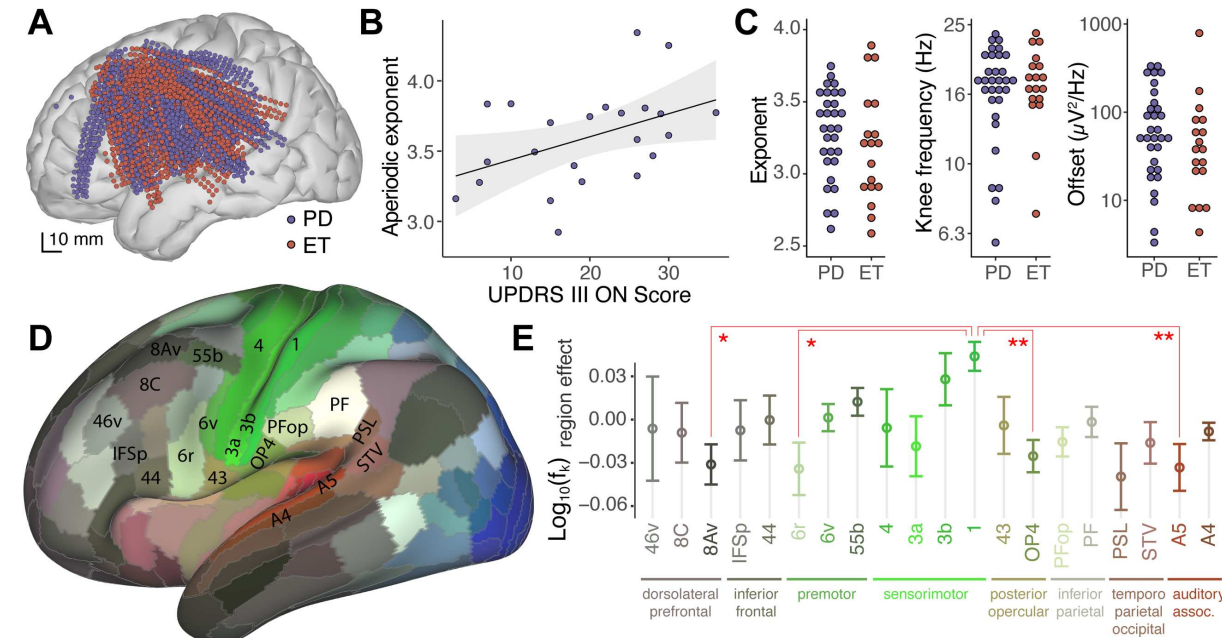 A
10 mm
PD
ET
B
Aperiodic exponent
4.0
3.5
3.0
10
20
30
UPDRS III ON Score
C
Exponent
4.0
3.5
3.0
2.5
PD
ET
Knee frequency (Hz)
25
16
10
6.3
PD
ET
Offset (µV²/Hz)
1000
100
10
PD
ET
D
8Av
55b
4
1
8C
46v
IFSp
44
6r
6v
43
3a
3b
OP4
PFop
PF
PSL
STV
A5
A4
E
Log₁₀(fₖ) region effect
0.03
0.00
-0.03
-0.06
*
*
**
**
46v
8C
8Av
IFSp
44
6r
6v
55b
4
3a
3b
1
43
OP4
PFop
PF
PSL
STV
A5
A4
dorsolateral
prefrontal
inferior
frontal
premotor
sensorimotor
posterior
opercular
inferior
parietal
temporo
parietal
occipital
auditory
assoc.